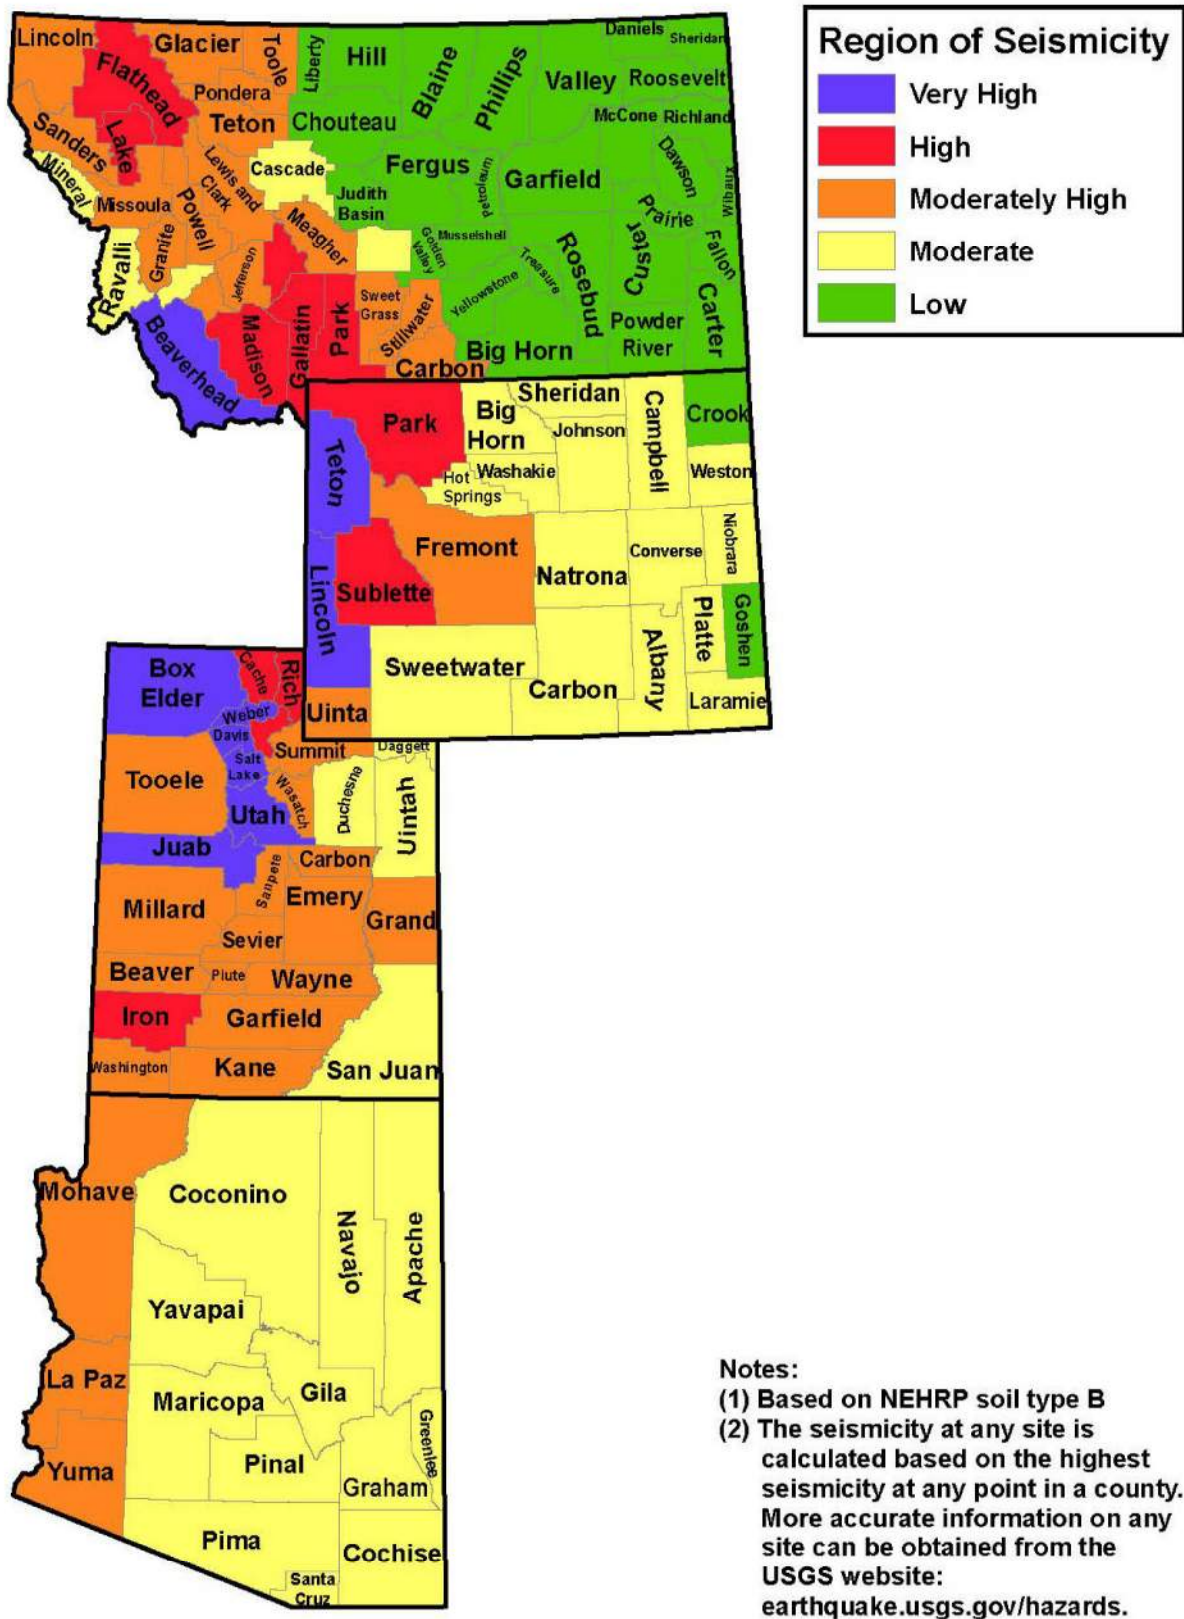 Region of Seismicity
Very High
High
Moderately High
Moderate
Low
Lincoln
Flathead
Glacier
Toole
Liberty
Hill
Blaine
Phillips
Valley
Daniels
Sheridan
Roosevelt
Pondera
Teton
Chouteau
McCone
Richland
Sanders
Lake
Mineral
Missoula
Lewis and
Clark
Powell
Cascade
Fergus
Judith
Basin
Petroleum
Garfield
Dawson
Wibaux
Prairie
Ravalli
Granite
Jefferson
Meagher
Golden
Valley
Musselshell
Treasure
Rosebud
Custer
Fallon
Beaverhead
Madison
Gallatin
Park
Sweet
Grass
Stillwater
Yellowstone
Carbon
Big Horn
Powder
River
Carter
Park
Big
Horn
Sheridan
Johnson
Campbell
Crook
Weston
Teton
Hot
Springs
Washakie
Fremont
Natrona
Converse
Niobrara
Lincoln
Sublette
Sweetwater
Carbon
Albany
Platte
Goshen
Laramie
Uinta
Box
Elder
Cache
Rich
Weber
Davis
Salt
Lake
Summit
Daggett
Tooele
Utah
Wasatch
Duchesne
Uintah
Juab
Sanpete
Carbon
Emery
Millard
Grand
Sevier
Beaver
Piute
Wayne
Iron
Garfield
Washington
Kane
San Juan
Mohave
Coconino
Navajo
Apache
Yavapai
La Paz
Maricopa
Gila
Greenlee
Yuma
Pinal
Graham
Pima
Santa
Cruz
Cochise
Notes:
(1) Based on NEHRP soil type B
(2) The seismicity at any site is
calculated based on the highest
seismicity at any point in a county.
More accurate information on any
site can be obtained from the
USGS website:
earthquake.usgs.gov/hazards.